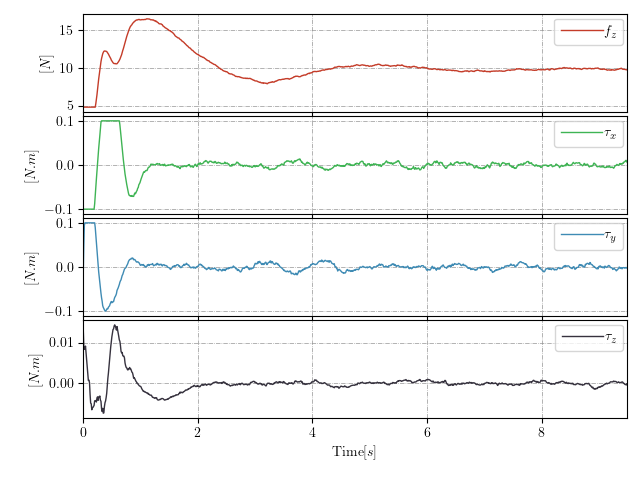 15
10
5
[N]
f_z
0.1
0.0
−0.1
[N.m]
τ_x
0.1
0.0
−0.1
[N.m]
τ_y
0.01
0.00
[N.m]
τ_z
0 2 4 6 8
Time[s]